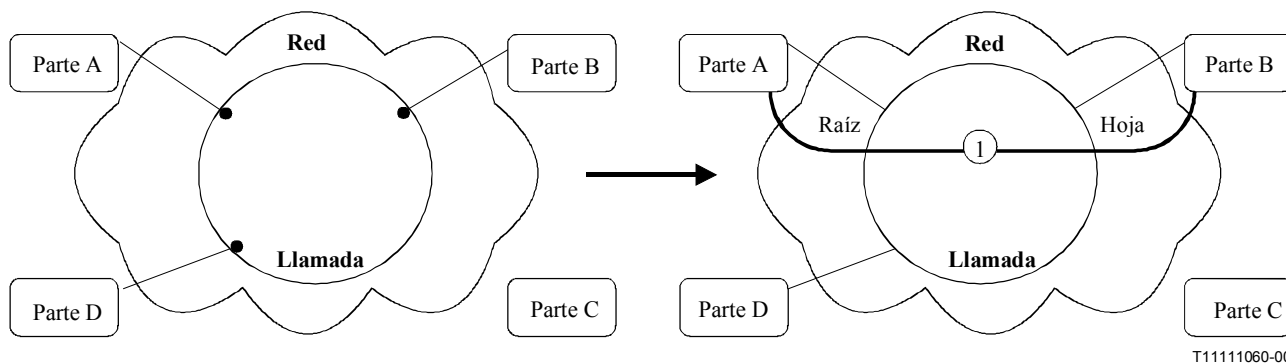 Red
Parte A
Parte B
Llamada
Parte D
Parte C
Red
Parte A
Parte B
Raíz
Hoja
1
Llamada
Parte D
Parte C